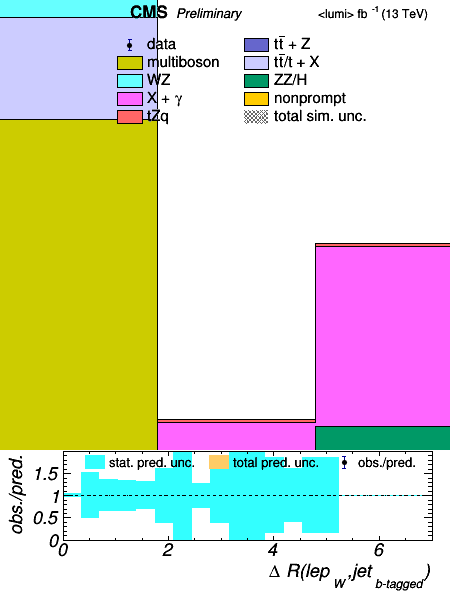 CMS Preliminary <lumi> fb⁻¹ (13 TeV)
data tt̄ + Z
multiboson tt̄/t + X
WZ ZZ/H
X + γ nonprompt
tZq total sim. unc.
stat. pred. unc. total pred. unc. obs./pred.
obs./pred.
1.5
1
0.5
0
0 2 4 6
Δ R(lep_W, jet_b-tagged)